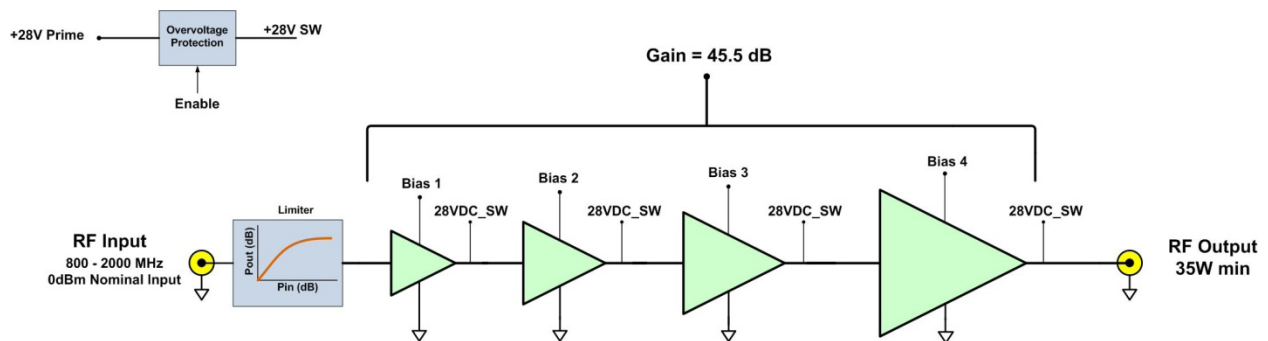 +28V Prime
Overvoltage
Protection
+28V SW
Enable
Gain = 45.5 dB
Bias 1
Bias 2
Bias 3
Bias 4
28VDC_SW
28VDC_SW
28VDC_SW
28VDC_SW
Limiter
Pout (dB)
Pin (dB)
RF Input
800 - 2000 MHz
0dBm Nominal Input
RF Output
35W min